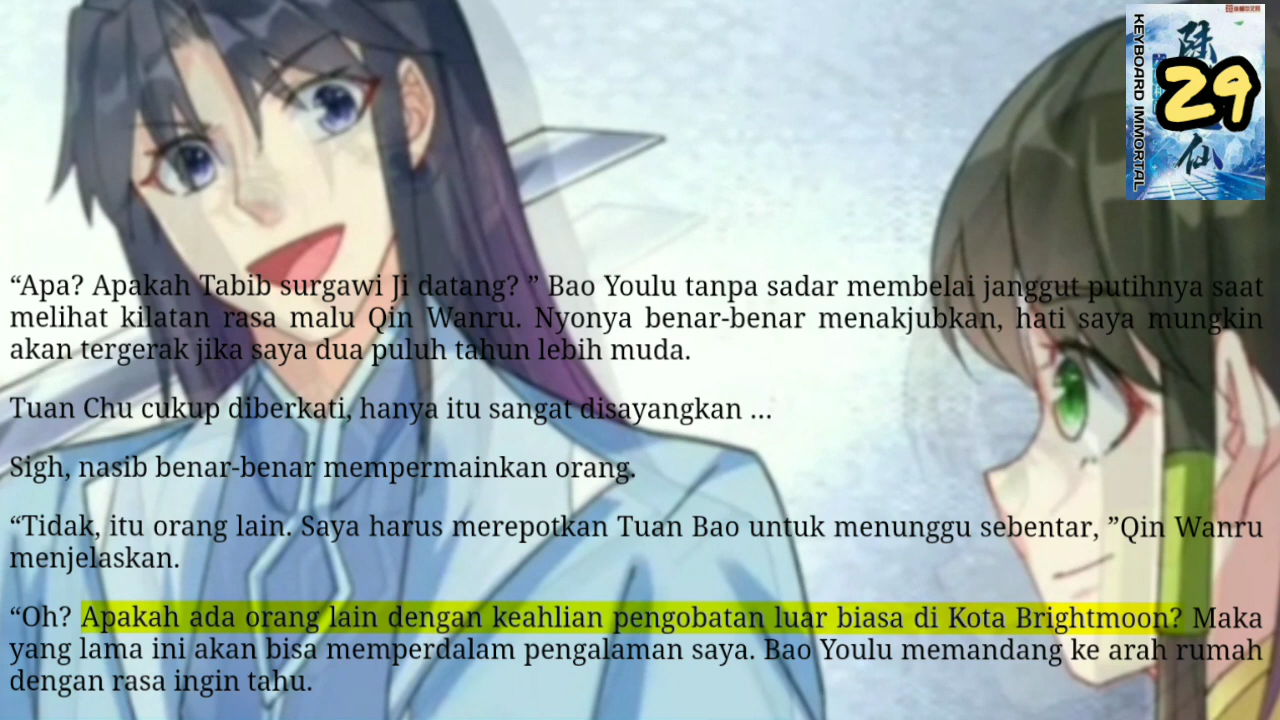 KEYBOARD IMMORTAL
29
仙
“Apa? Apakah Tabib surgawi Ji datang? ” Bao Youlu tanpa sadar membelai janggut putihnya saat
melihat kilatan rasa malu Qin Wanru. Nyonya benar-benar menakjubkan, hati saya mungkin
akan tergerak jika saya dua puluh tahun lebih muda.
Tuan Chu cukup diberkati, hanya itu sangat disayangkan ...
Sigh, nasib benar-benar mempermainkan orang.
“Tidak, itu orang lain. Saya harus merepotkan Tuan Bao untuk menunggu sebentar, ”Qin Wanru
menjelaskan.
“Oh? Apakah ada orang lain dengan keahlian pengobatan luar biasa di Kota Brightmoon? Maka
yang lama ini akan bisa memperdalam pengalaman saya. Bao Youlu memandang ke arah rumah
dengan rasa ingin tahu.